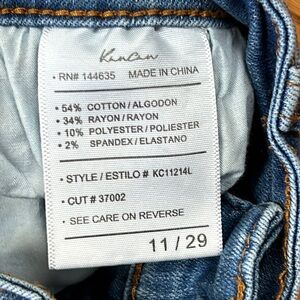 KanCan
• RN# 144635 MADE IN CHINA
• 54% COTTON/ALGODON
• 34% RAYON/RAYON
• 10% POLYESTER/POLIESTER
• 2% SPANDEX/ELASTANO
• STYLE / ESTILO # KC11214L
• CUT # 37002
• SEE CARE ON REVERSE
11 / 29